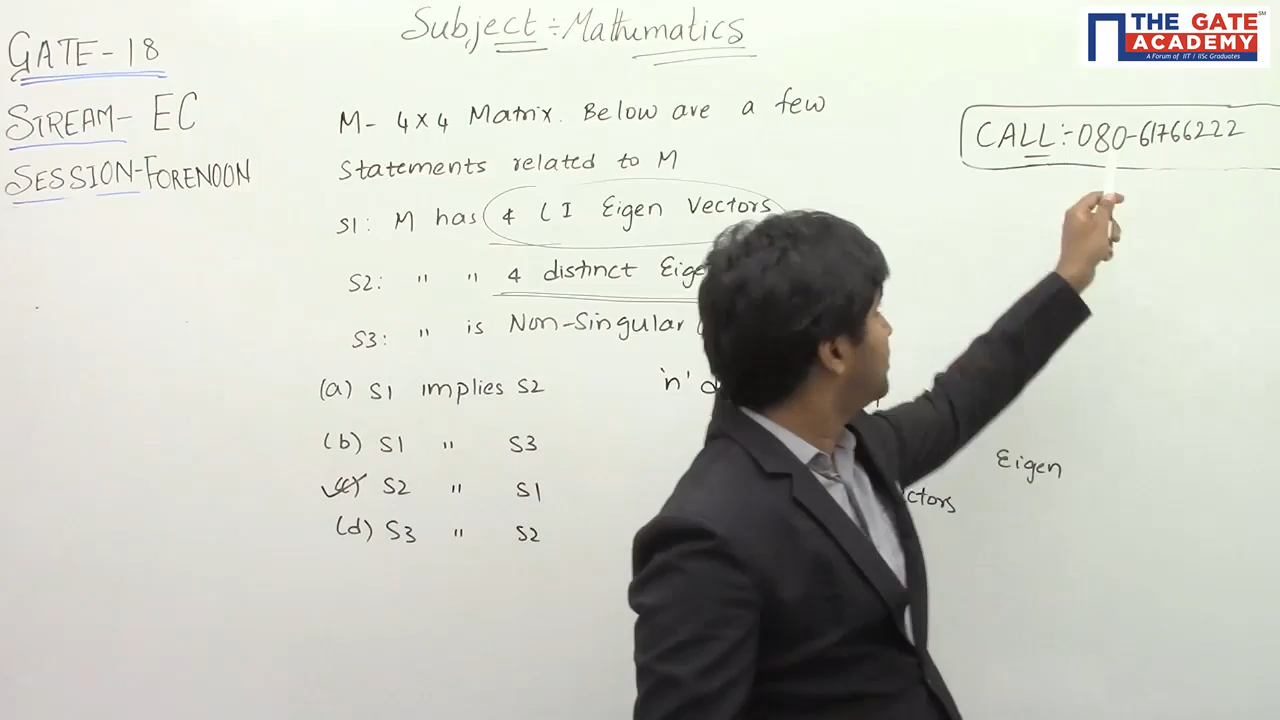 Subject :- Mathematics
THE GATE
ACADEMY
A Forum of IIT / IISc Graduates
SM
GATE-18
STREAM- EC
SESSION-FORENOON
CALL:-080-61766222
M- 4x4 Matrix. Below are a few
Statements related to M
S1: M has 4 LI Eigen Vectors
S2: " " 4 distinct Eige
S3: " is Non-Singular (
(a) S1 implies S2
'n' d
(b) S1 " S3
Eigen
(c) S2 " S1
ctors
(d) S3 " S2